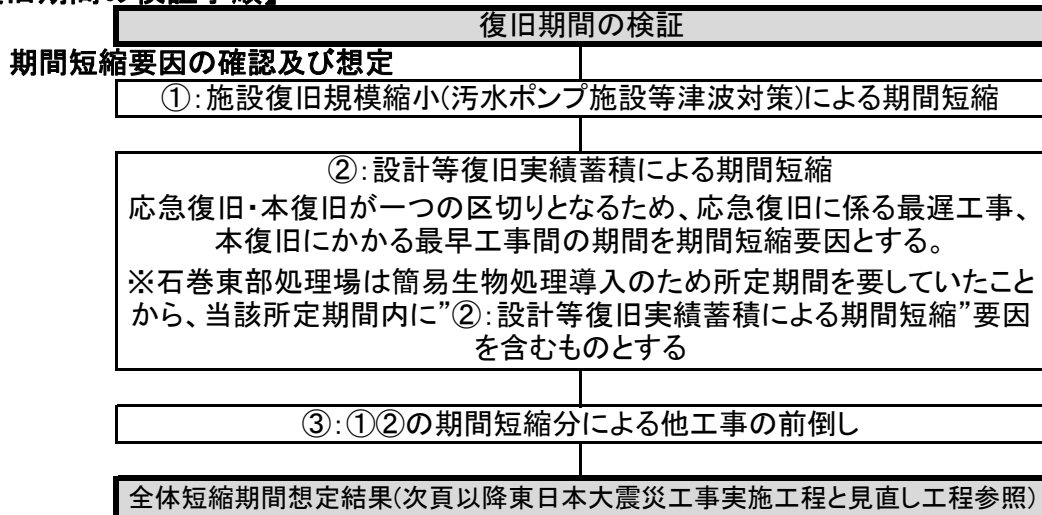 復旧期間の検証手順】
復旧期間の検証
期間短縮要因の確認及び想定
①:施設復旧規模縮小(汚水ポンプ施設等津波対策)による期間短縮
②:設計等復旧実績蓄積による期間短縮
応急復旧・本復旧が一つの区切りとなるため、応急復旧に係る最遅工事、
本復旧にかかる最早工事間の期間を期間短縮要因とする。
※石巻東部処理場は簡易生物処理導入のため所定期間を要していたこと
から、当該所定期間内に”②:設計等復旧実績蓄積による期間短縮”要因
を含むものとする
③:①②の期間短縮分による他工事の前倒し
全体短縮期間想定結果(次頁以降東日本大震災工事実施工程と見直し工程参照)